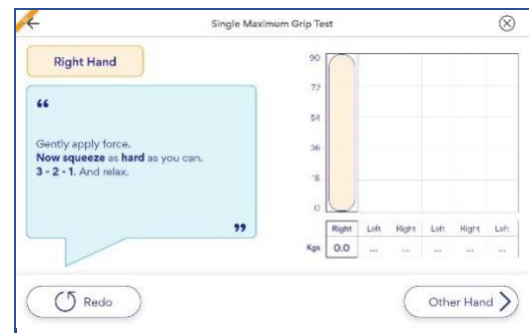 Single Maximum Grip Test
Right Hand
“
Gently apply force.
Now squeeze as hard as you can.
3 - 2 - 1. And relax.
”
90
72
54
36
18
0
Right Left Right Left Right Left
Kgs 0.0 ... ... ... ... ...
Redo
Other Hand